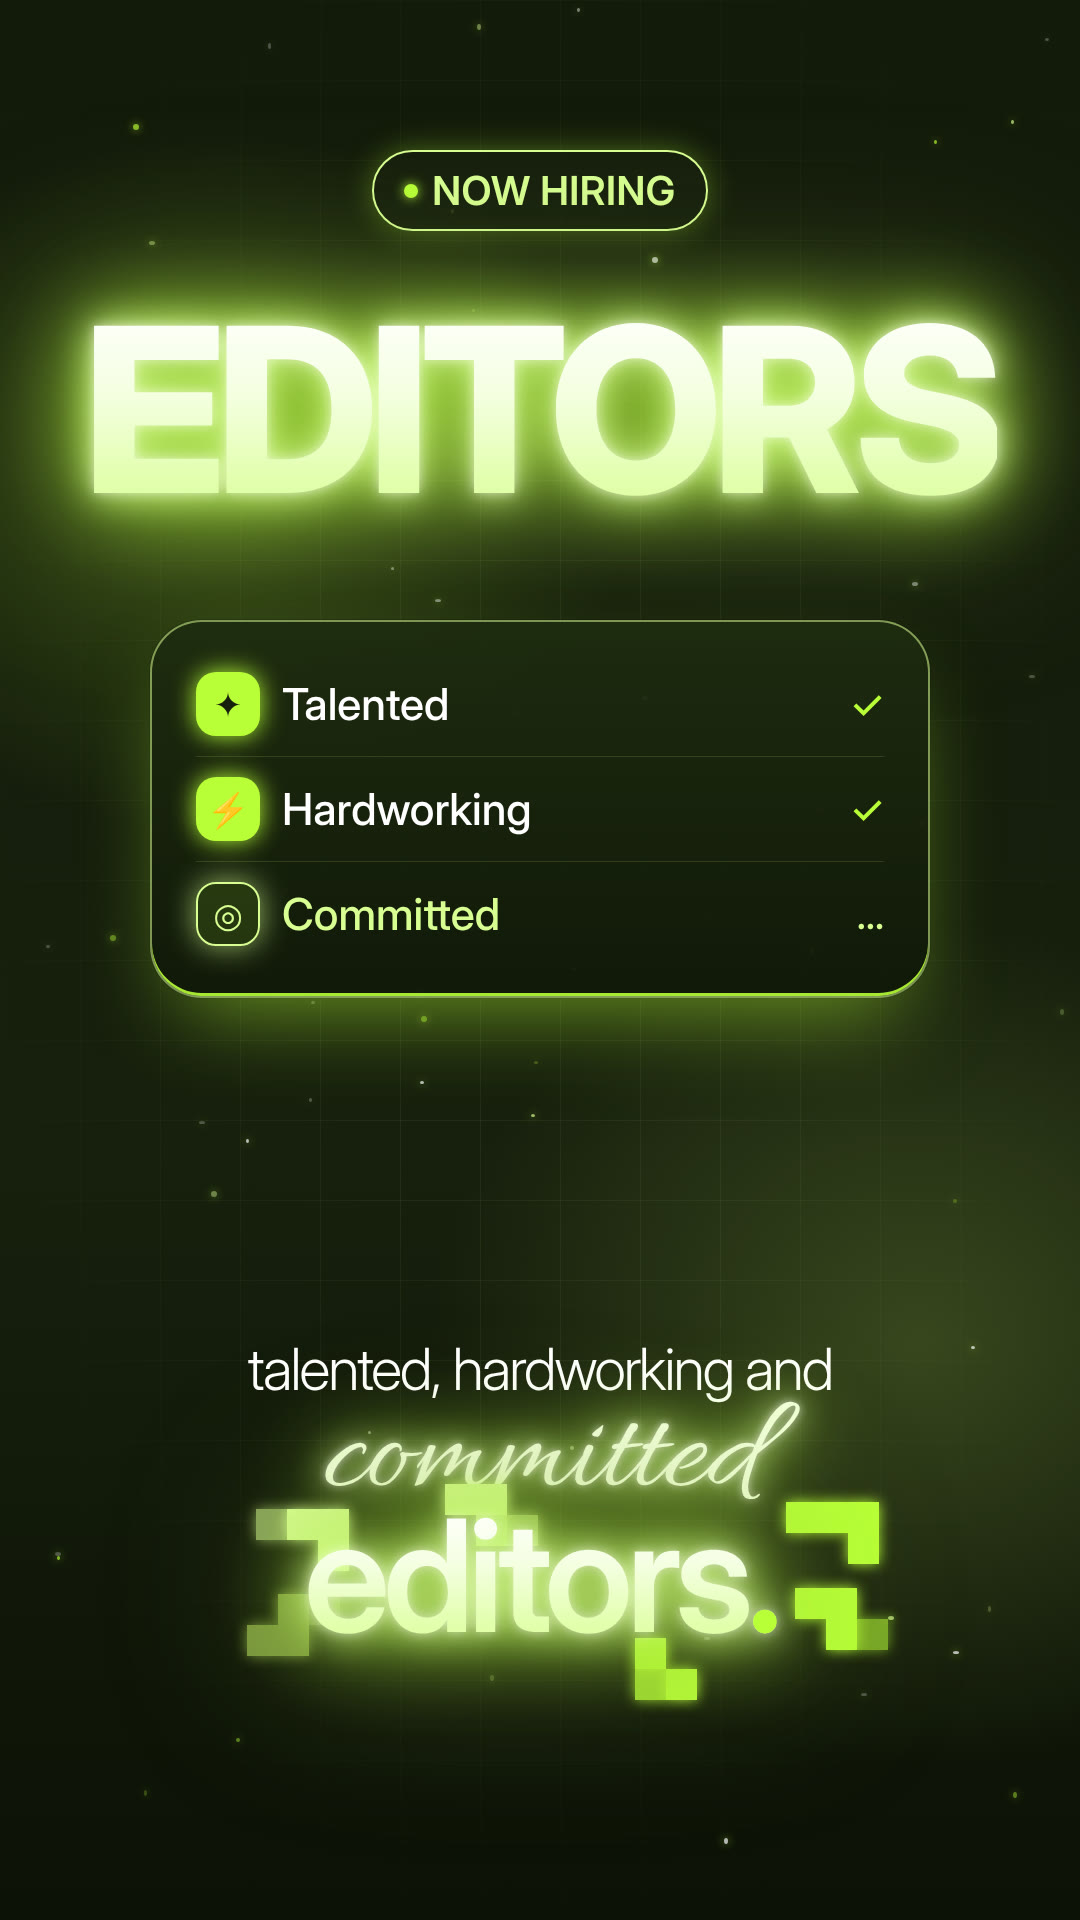 NOW HIRING
EDITORS
Talented
Hardworking
Committed
...
talented, hardworking and
committed
editors.